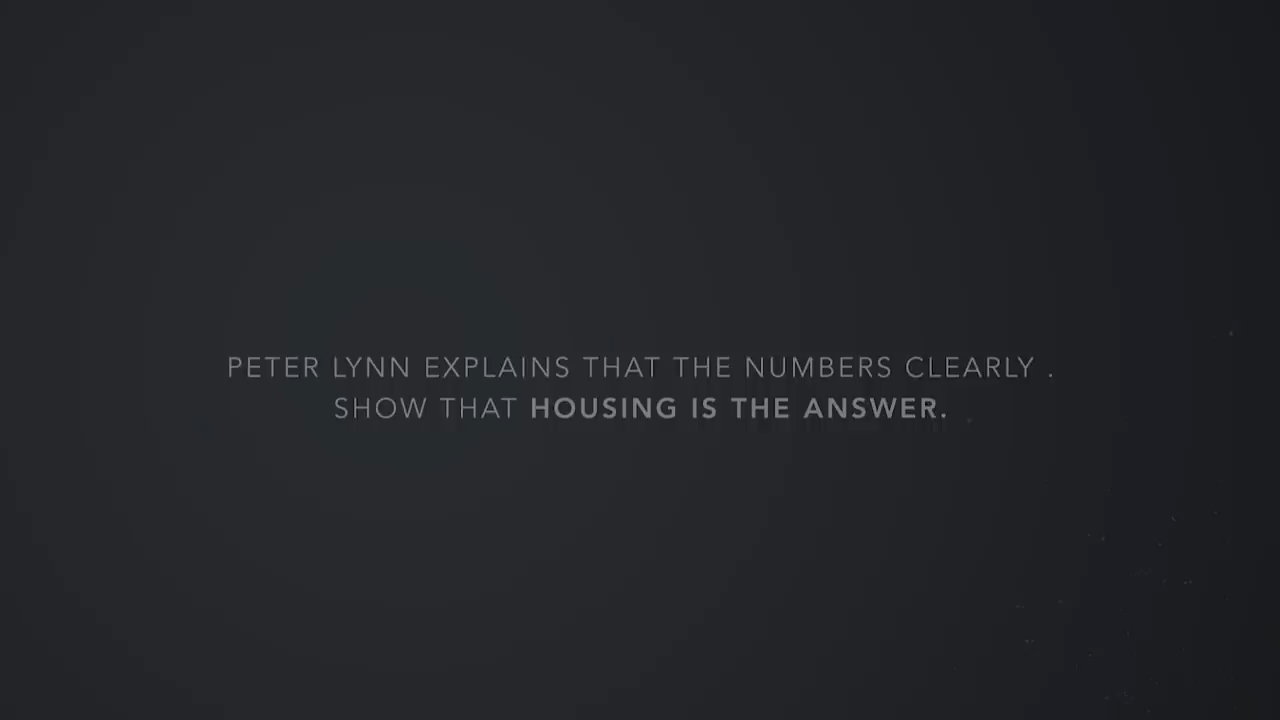 PETER LYNN EXPLAINS THAT THE NUMBERS CLEARLY .
SHOW THAT HOUSING IS THE ANSWER.